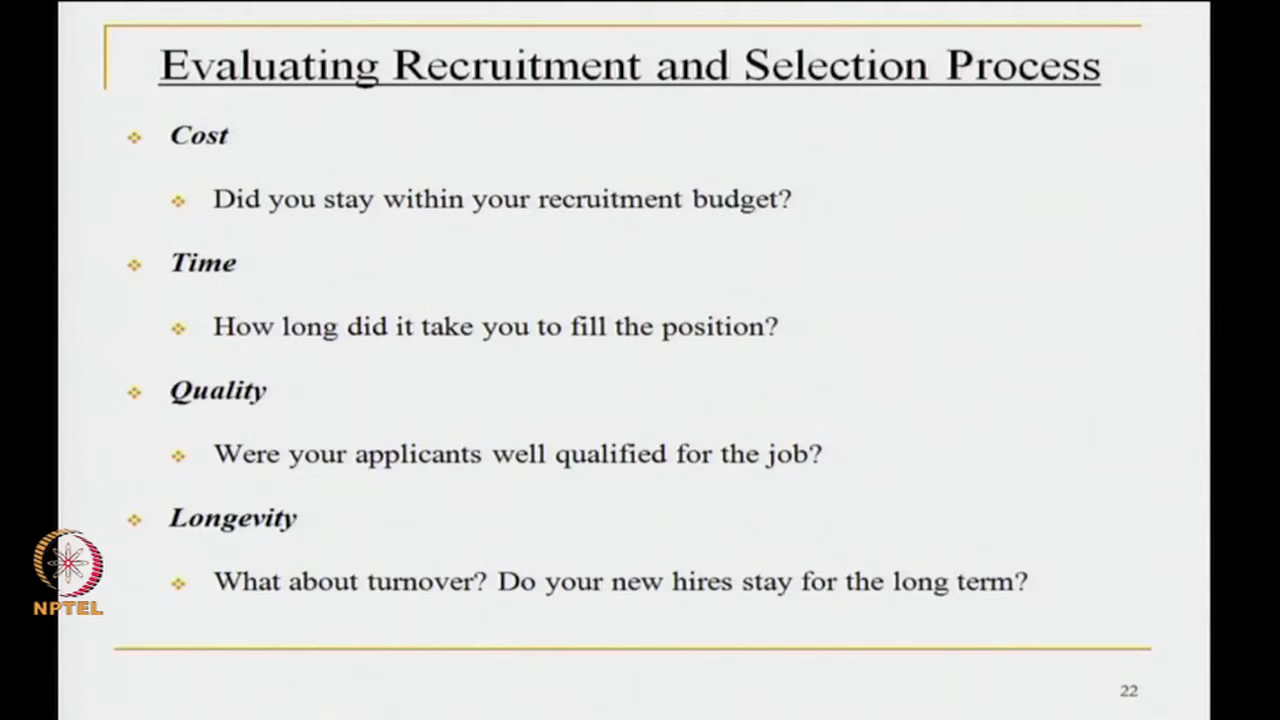 Evaluating Recruitment and Selection Process
Cost
Did you stay within your recruitment budget?
Time
How long did it take you to fill the position?
Quality
Were your applicants well qualified for the job?
Longevity
What about turnover? Do your new hires stay for the long term?
NPTEL
22